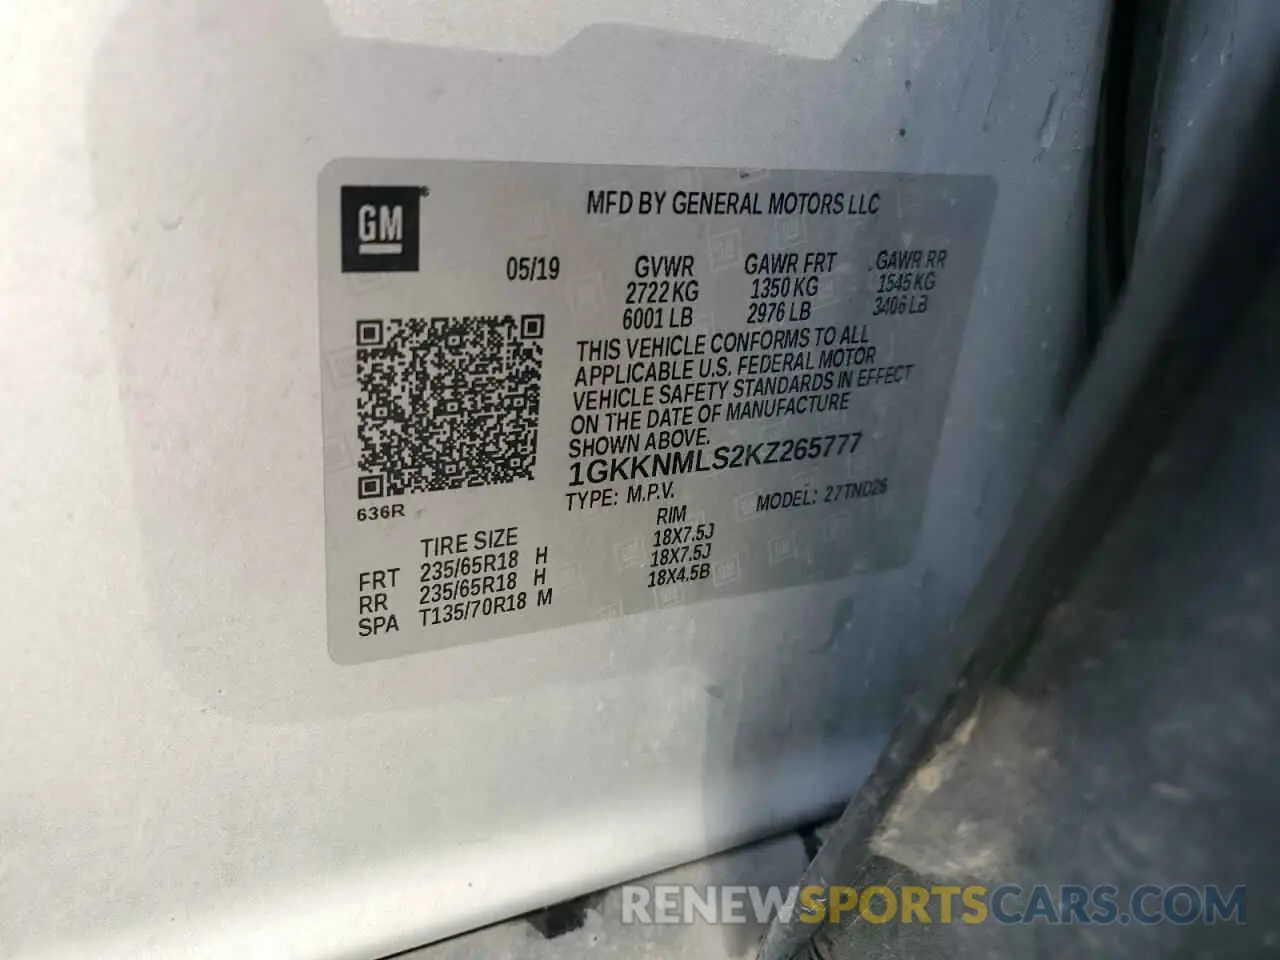 MFD BY GENERAL MOTORS LLC
GM®
05/19 GVWR GAWR FRT GAWR RR
2722 KG 1350 KG 1545 KG
6001 LB 2976 LB 3406 LB
THIS VEHICLE CONFORMS TO ALL
APPLICABLE U.S. FEDERAL MOTOR
VEHICLE SAFETY STANDARDS IN EFFECT
ON THE DATE OF MANUFACTURE
SHOWN ABOVE.
1GKKNMLS2KZ265777
TYPE: M.P.V. MODEL: 27TND26
636R
TIRE SIZE RIM
FRT 235/65R18 H 18X7.5J
RR 235/65R18 H 18X7.5J
SPA T135/70R18 M 18X4.5B
RENEWSPORTSCARS.COM